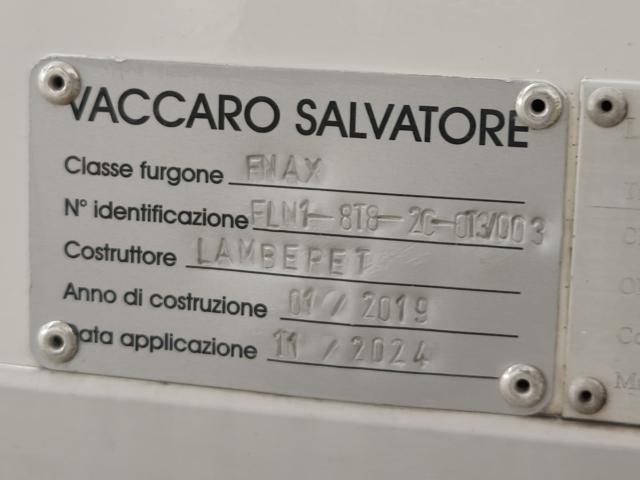 VACCARO SALVATORE
Classe furgone FNAX
N° identificazione FLN1-8T8-2C-0T3/003
Costruttore LAMBERET
Anno di costruzione 01/2019
Data applicazione 11/2024